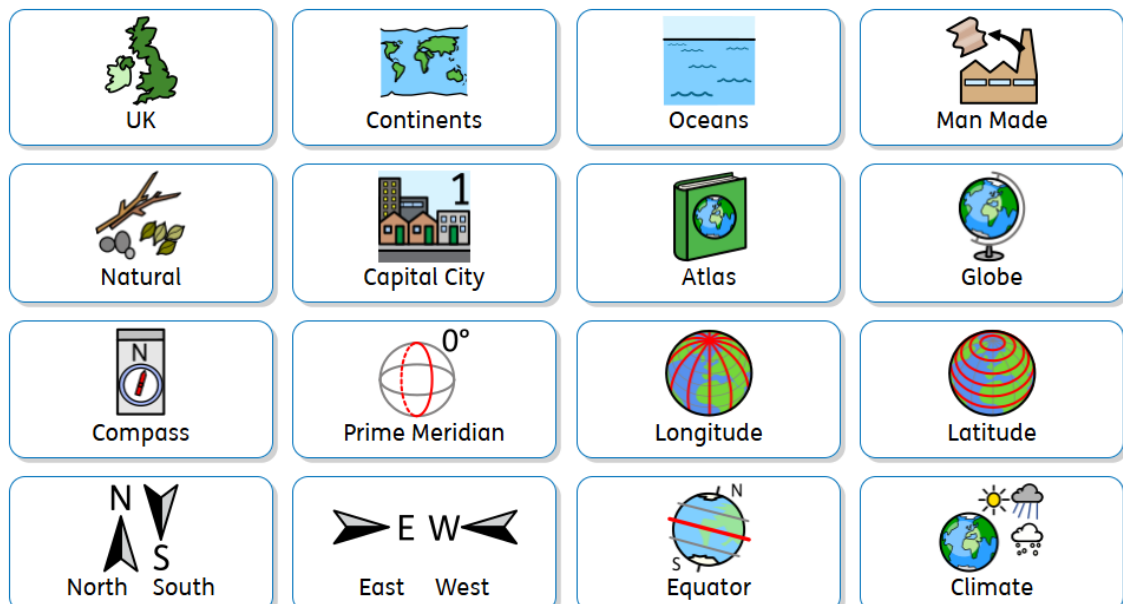 UK
Continents
Oceans
Man Made
1
Natural
Capital City
Atlas
Globe
N
0°
Compass
Prime Meridian
Longitude
Latitude
N
S
E W
N
S
North South
East West
Equator
Climate